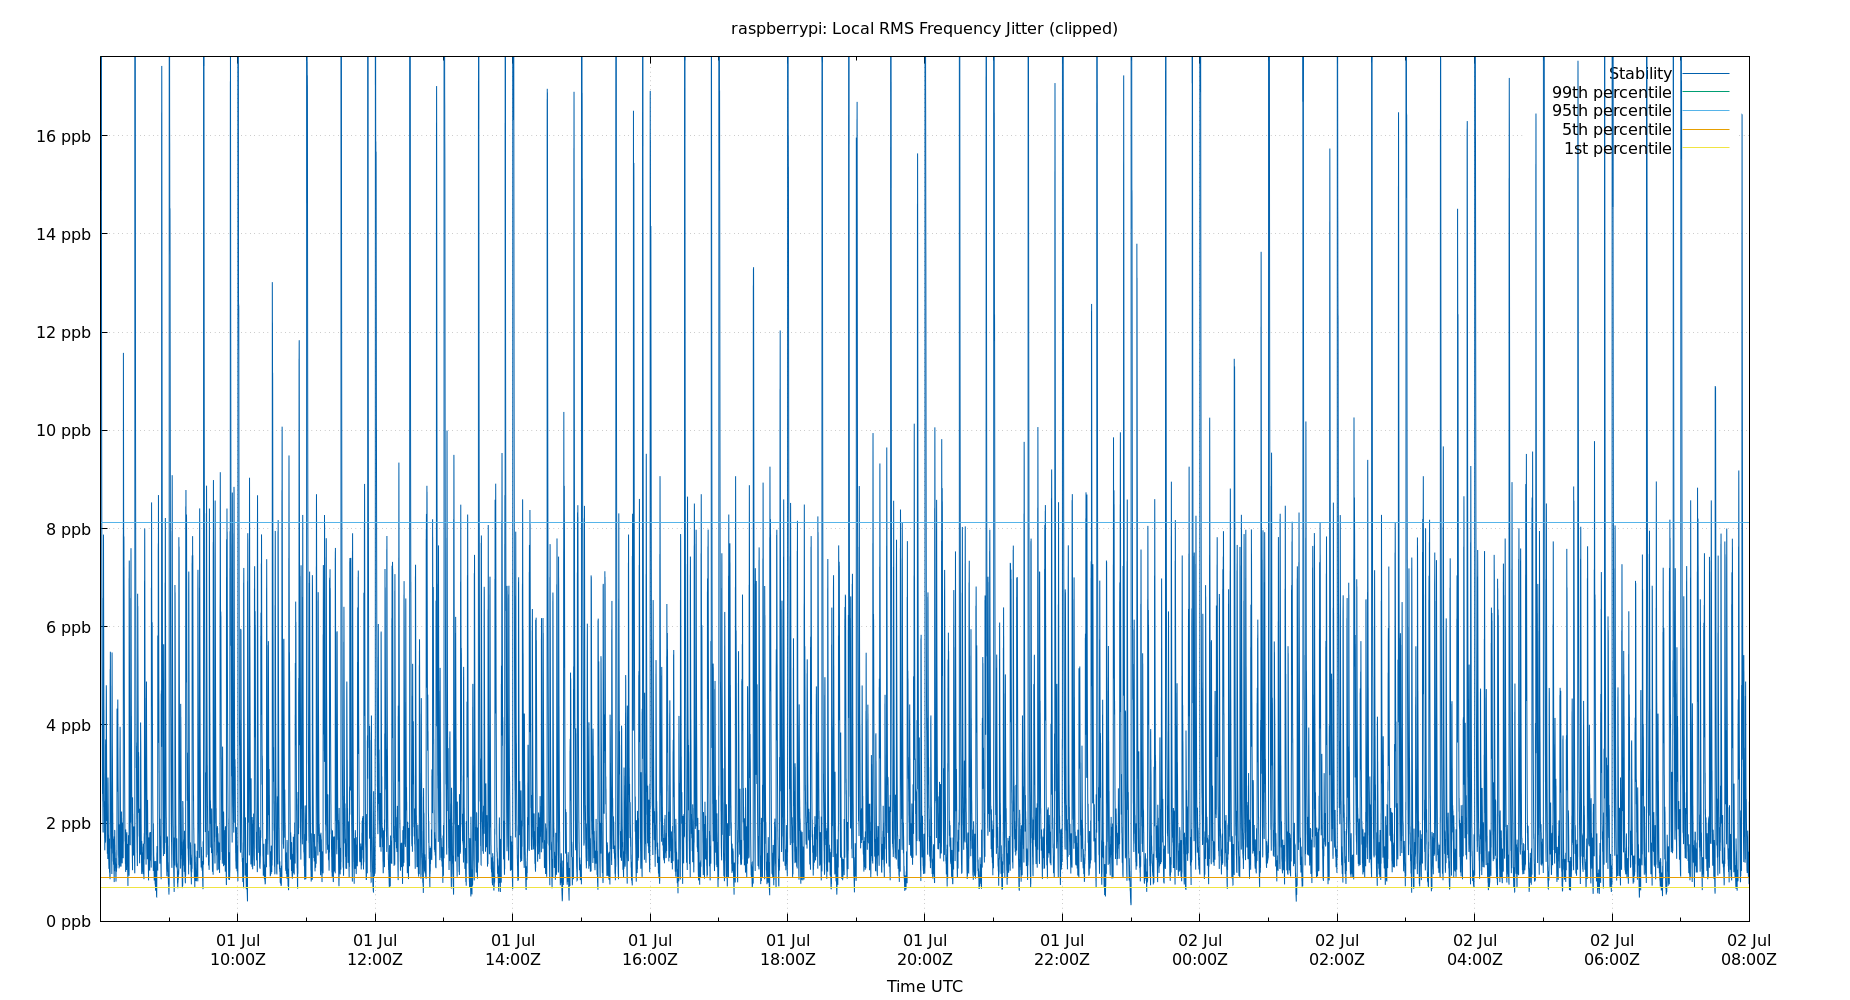 raspberrypi: Local RMS Frequency Jitter (clipped)
Stability
99th percentile
95th percentile
5th percentile
1st percentile
16 ppb
14 ppb
12 ppb
10 ppb
8 ppb
6 ppb
4 ppb
2 ppb
0 ppb
01 Jul 01 Jul 01 Jul 01 Jul 01 Jul 01 Jul 01 Jul 02 Jul 02 Jul 02 Jul 02 Jul 02 Jul
10:00Z 12:00Z 14:00Z 16:00Z 18:00Z 20:00Z 22:00Z 00:00Z 02:00Z 04:00Z 06:00Z 08:00Z
Time UTC